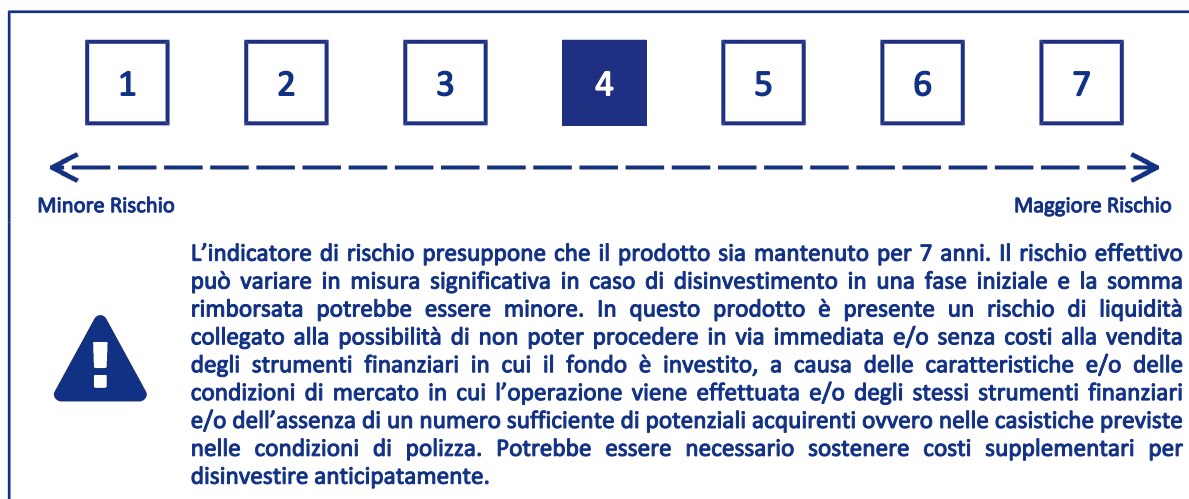 1 2 3 4 5 6 7
Minore Rischio Maggiore Rischio
L’indicatore di rischio presuppone che il prodotto sia mantenuto per 7 anni. Il rischio effettivo
può variare in misura significativa in caso di disinvestimento in una fase iniziale e la somma
rimborsata potrebbe essere minore. In questo prodotto è presente un rischio di liquidità
collegato alla possibilità di non poter procedere in via immediata e/o senza costi alla vendita
degli strumenti finanziari in cui il fondo è investito, a causa delle caratteristiche e/o delle
condizioni di mercato in cui l’operazione viene effettuata e/o degli stessi strumenti finanziari
e/o dell’assenza di un numero sufficiente di potenziali acquirenti ovvero nelle casistiche previste
nelle condizioni di polizza. Potrebbe essere necessario sostenere costi supplementari per
disinvestire anticipatamente.